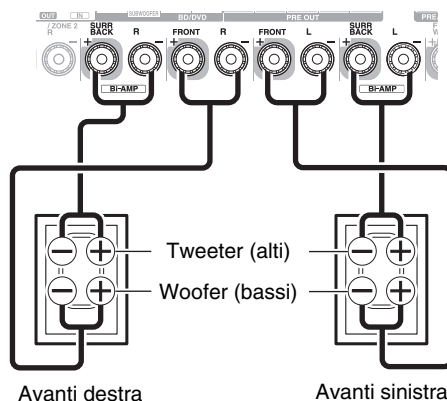 OUT IN SUBWOOFER BD/DVD PRE OUT PRE
/ZONE 2 R SURR BACK R FRONT R FRONT L SURR BACK L
+ − + − + − + −
BI-AMP BI-AMP
− + Tweeter (alti) − +
− + Woofer (bassi) − +
Avanti destra Avanti sinistra